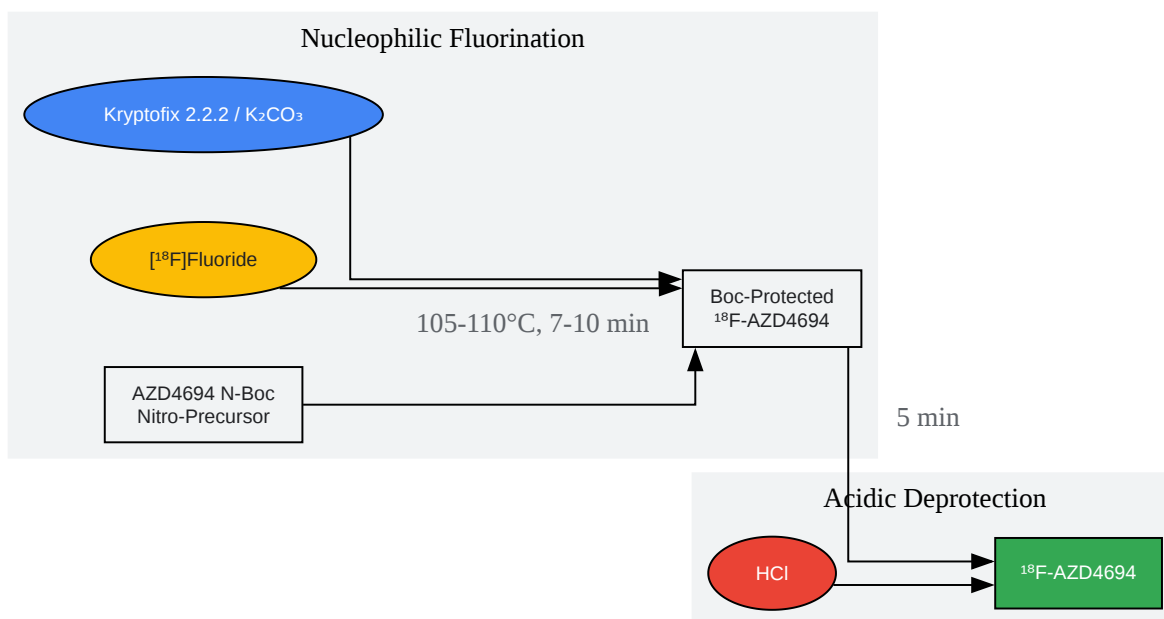 Nucleophilic Fluorination
Kryptofix 2.2.2 / K₂CO₃
[¹⁸F]Fluoride
Boc-Protected
¹⁸F-AZD4694
105-110°C, 7-10 min
AZD4694 N-Boc
Nitro-Precursor
5 min
Acidic Deprotection
HCl
¹⁸F-AZD4694